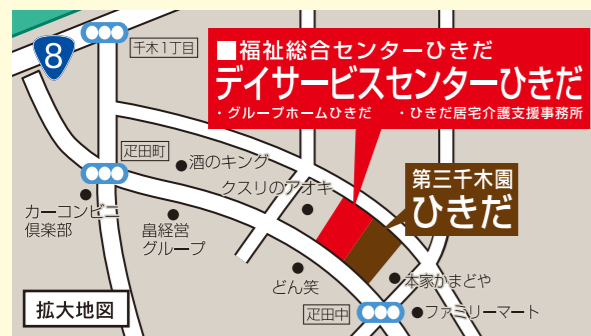 8
千木1丁目
■福祉総合センターひきだ
デイサービスセンターひきだ
・グループホームひきだ ・ひきだ居宅介護支援事務所
疋田町
酒のキング
クスリのアオキ
第三千木園
ひきだ
カーコンビニ
倶楽部
畠経営
グループ
どん笑
本家かまどや
拡大地図
疋田中
ファミリーマート